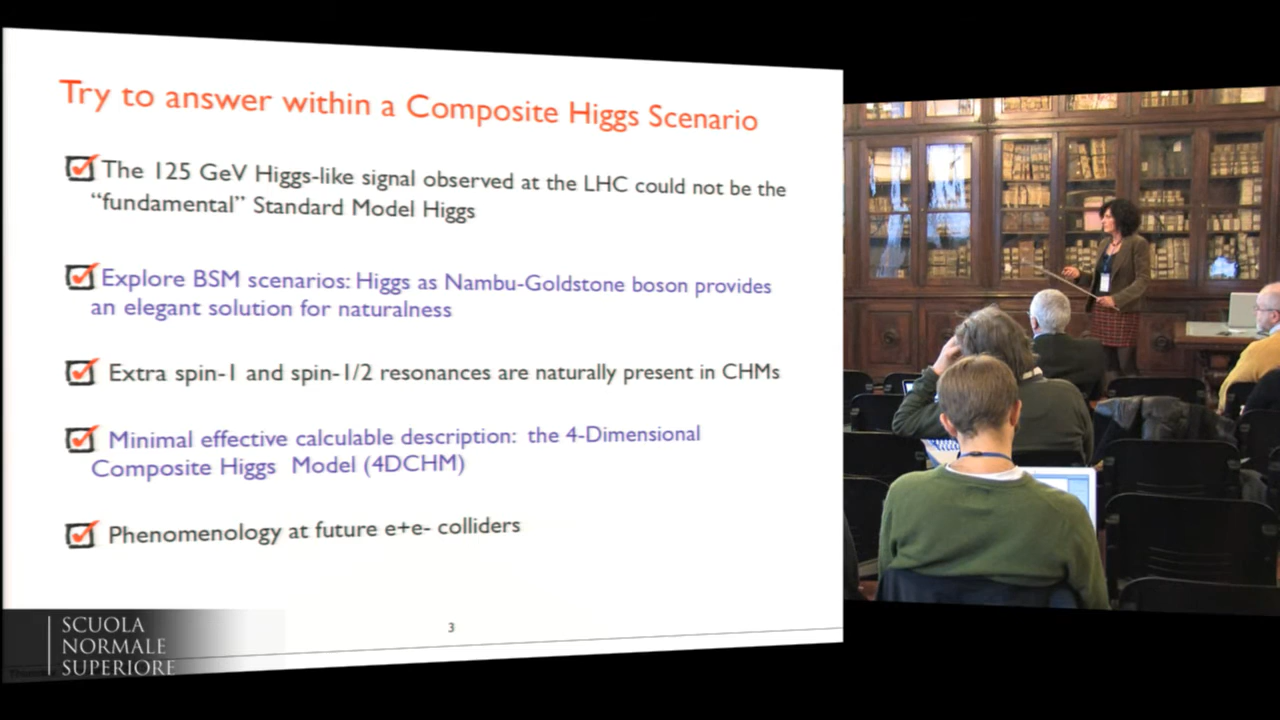 Try to answer within a Composite Higgs Scenario
The 125 GeV Higgs-like signal observed at the LHC could not be the
“fundamental” Standard Model Higgs
Explore BSM scenarios: Higgs as Nambu-Goldstone boson provides
an elegant solution for naturalness
Extra spin-1 and spin-1/2 resonances are naturally present in CHMs
Minimal effective calculable description: the 4-Dimensional
Composite Higgs Model (4DCHM)
Phenomenology at future e+e- colliders
3
SCUOLA
NORMALE
SUPERIORE